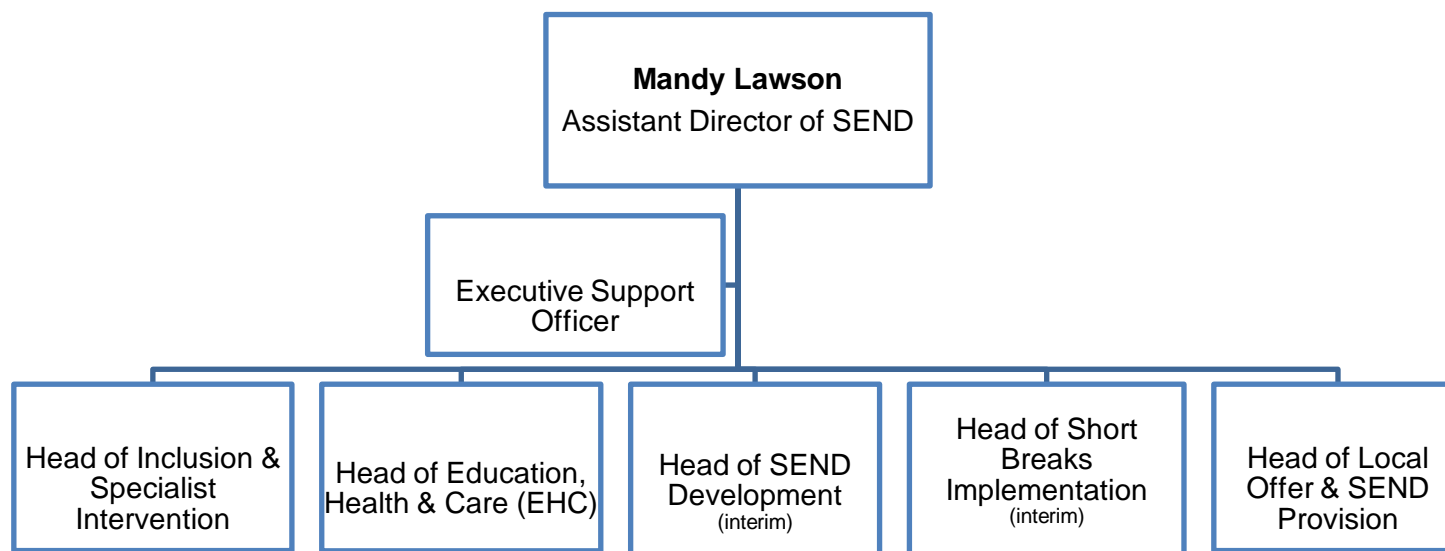 Mandy Lawson
Assistant Director of SEND
Executive Support
Officer
Head of Inclusion &
Specialist
Intervention
Head of Education,
Health & Care (EHC)
Head of SEND
Development
(interim)
Head of Short
Breaks
Implementation
(interim)
Head of Local
Offer & SEND
Provision